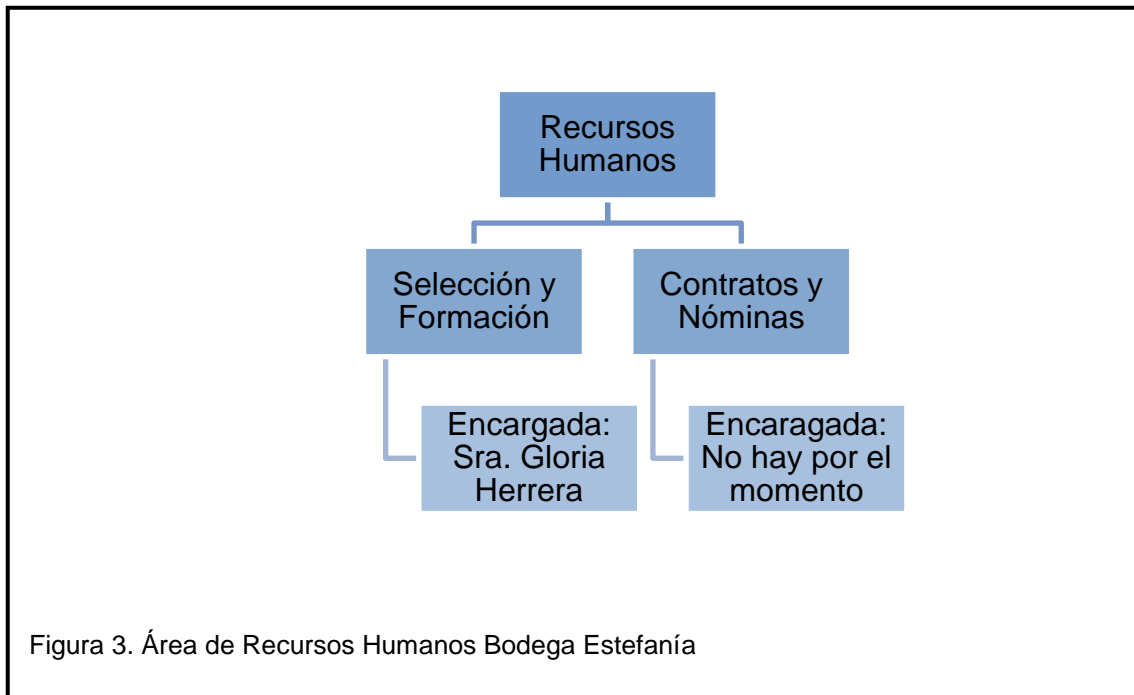 Recursos
Humanos
Selección y
Formación
Contratos y
Nóminas
Encargada:
Sra. Gloria
Herrera
Encaragada:
No hay por el
momento
Figura 3. Área de Recursos Humanos Bodega Estefanía